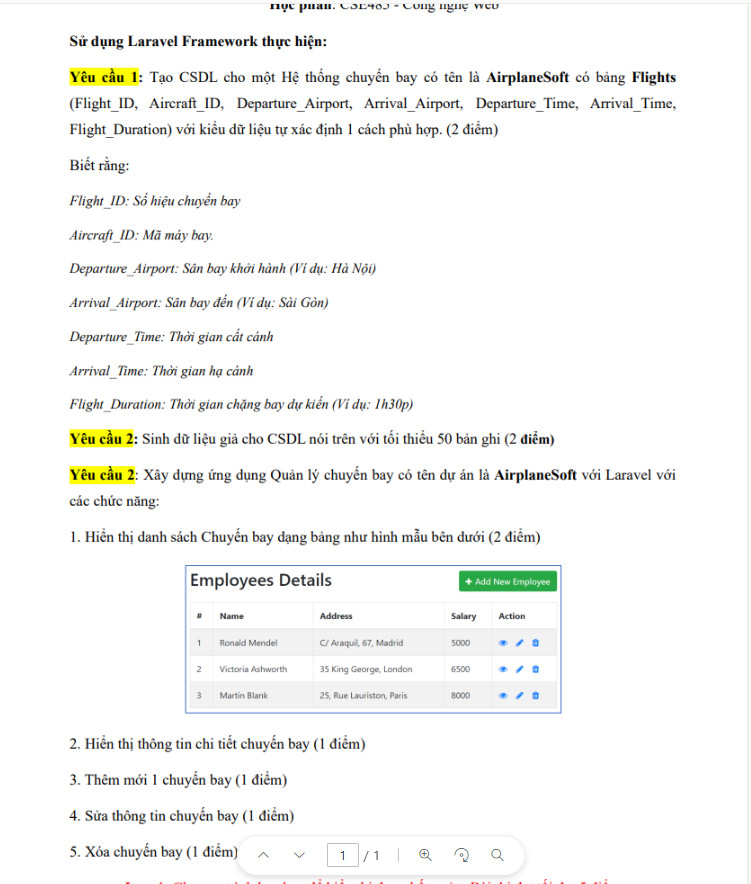 Học phần: CSE485 - Công nghệ Web
Sử dụng Laravel Framework thực hiện:
Yêu cầu 1: Tạo CSDL cho một Hệ thống chuyến bay có tên là AirplaneSoft có bảng Flights
(Flight_ID, Aircraft_ID, Departure_Airport, Arrival_Airport, Departure_Time, Arrival_Time,
Flight_Duration) với kiểu dữ liệu tự xác định 1 cách phù hợp. (2 điểm)
Biết rằng:
Flight_ID: Số hiệu chuyến bay
Aircraft_ID: Mã máy bay.
Departure_Airport: Sân bay khởi hành (Ví dụ: Hà Nội)
Arrival_Airport: Sân bay đến (Ví dụ: Sài Gòn)
Departure_Time: Thời gian cất cánh
Arrival_Time: Thời gian hạ cánh
Flight_Duration: Thời gian chặng bay dự kiến (Ví dụ: 1h30p)
Yêu cầu 2: Sinh dữ liệu giả cho CSDL nói trên với tối thiểu 50 bản ghi (2 điểm)
Yêu cầu 2: Xây dựng ứng dụng Quản lý chuyến bay có tên dự án là AirplaneSoft với Laravel với
các chức năng:
1. Hiển thị danh sách Chuyến bay dạng bảng như hình mẫu bên dưới (2 điểm)
Employees Details + Add New Employee
# Name Address Salary Action
1 Ronald Mendel C/ Araquil, 67, Madrid 5000
2 Victoria Ashworth 35 King George, London 6500
3 Martin Blank 25, Rue Lauriston, Paris 8000
2. Hiển thị thông tin chi tiết chuyến bay (1 điểm)
3. Thêm mới 1 chuyến bay (1 điểm)
4. Sửa thông tin chuyến bay (1 điểm)
5. Xóa chuyến bay (1 điểm)
1 / 1